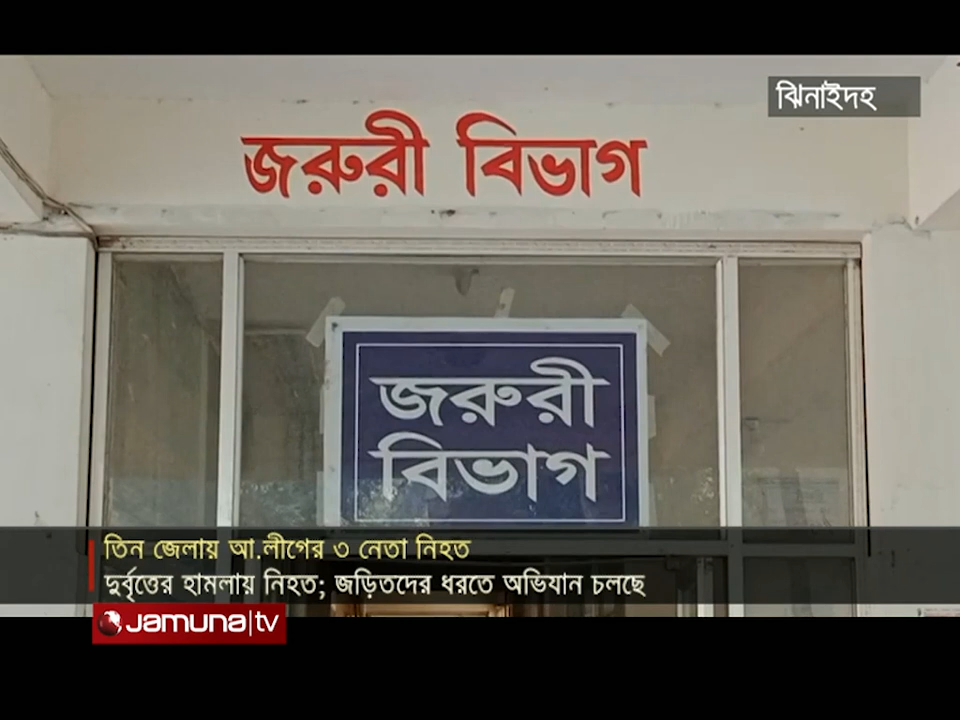 ঝিনাইদহ
জরুরী বিভাগ
জরুরী
বিভাগ
তিন জেলায় আ.লীগের ৩ নেতা নিহত
দুর্বৃত্তের হামলায় নিহত; জড়িতদের ধরতে অভিযান চলছে
Jamuna|tv